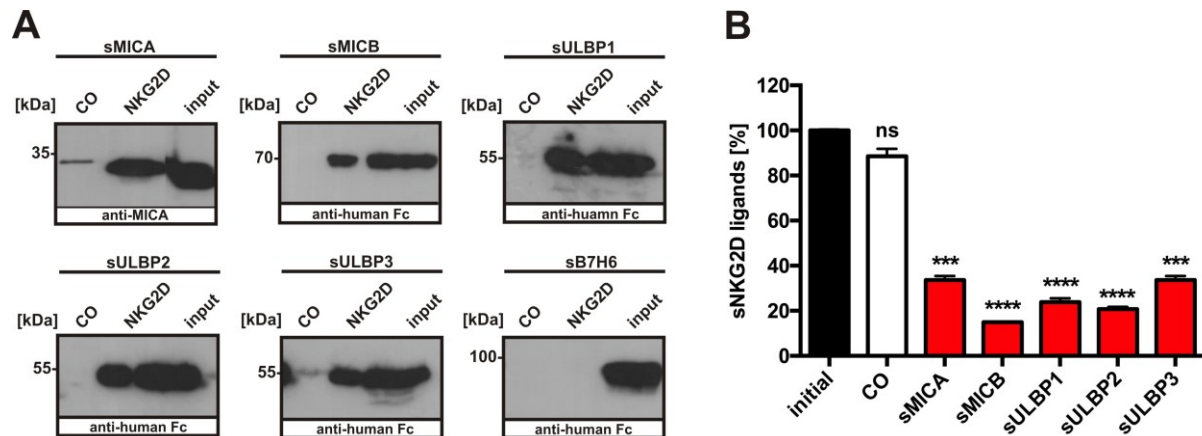 A
sMICA
[kDa]
CO
NKG2D
input
35
anti-MICA
sMICB
[kDa]
CO
NKG2D
input
70
anti-human Fc
sULBP1
[kDa]
CO
NKG2D
input
55
anti-huamn Fc
sULBP2
[kDa]
CO
NKG2D
input
55
anti-human Fc
sULBP3
[kDa]
CO
NKG2D
input
55
anti-human Fc
sB7H6
[kDa]
CO
NKG2D
input
100
anti-human Fc
B
sNKG2D ligands [%]
120
100
80
60
40
20
0
ns
***
****
****
****
***
initial
CO
sMICA
sMICB
sULBP1
sULBP2
sULBP3